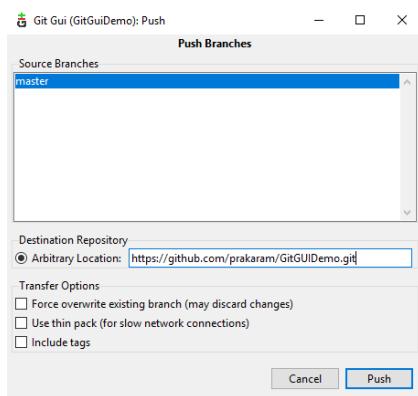 Git Gui (GitGuiDemo): Push
Push Branches
Source Branches
master
Destination Repository
Arbitrary Location: https://github.com/prakaram/GitGUIDemo.git
Transfer Options
Force overwrite existing branch (may discard changes)
Use thin pack (for slow network connections)
Include tags
Cancel Push